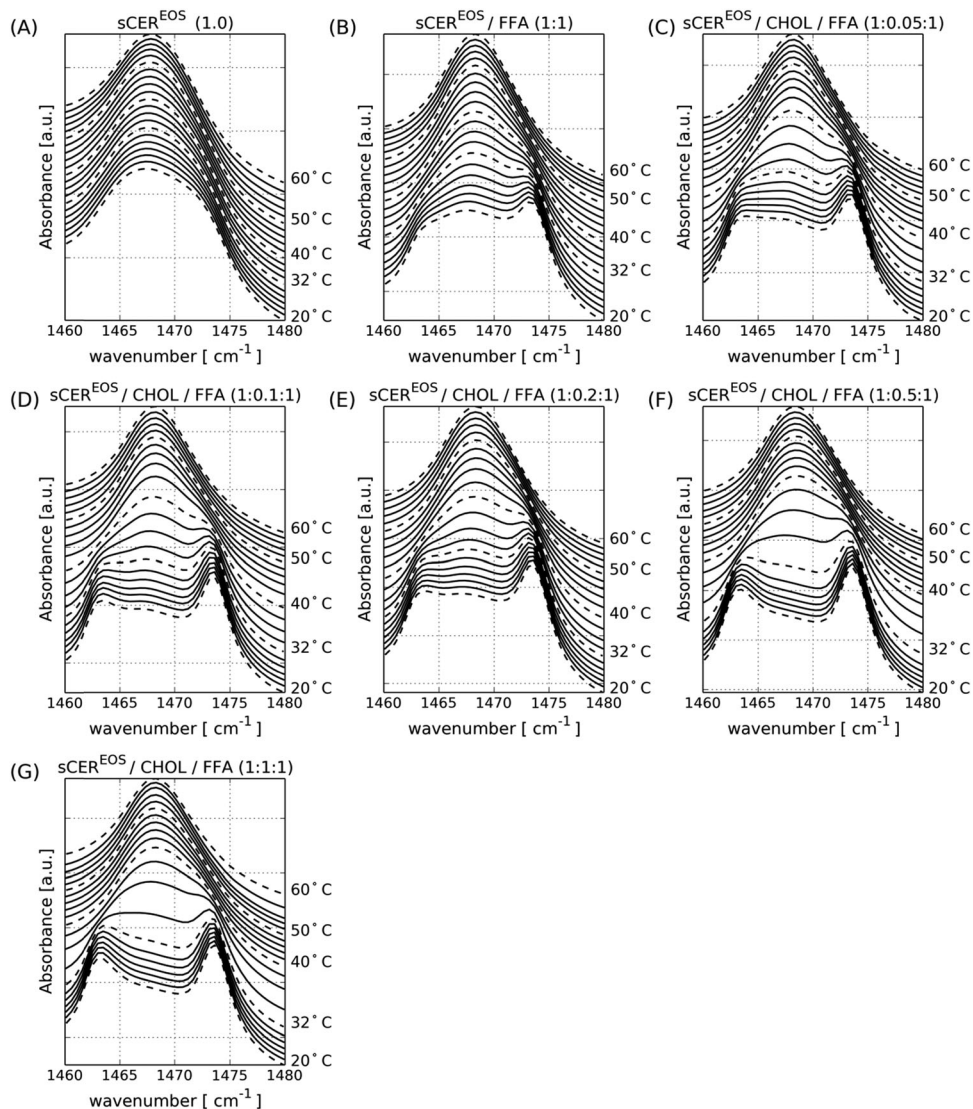 (A) sCER^EOS (1.0)
Absorbance [a.u.]
60°C
50°C
40°C
32°C
20°C
1460 1465 1470 1475 1480
wavenumber [ cm^-1 ]
(B) sCER^EOS / FFA (1:1)
Absorbance [a.u.]
60°C
50°C
40°C
32°C
20°C
1460 1465 1470 1475 1480
wavenumber [ cm^-1 ]
(C) sCER^EOS / CHOL / FFA (1:0.05:1)
Absorbance [a.u.]
60°C
50°C
40°C
32°C
20°C
1460 1465 1470 1475 1480
wavenumber [ cm^-1 ]
(D) sCER^EOS / CHOL / FFA (1:0.1:1)
Absorbance [a.u.]
60°C
50°C
40°C
32°C
20°C
1460 1465 1470 1475 1480
wavenumber [ cm^-1 ]
(E) sCER^EOS / CHOL / FFA (1:0.2:1)
Absorbance [a.u.]
60°C
50°C
40°C
32°C
20°C
1460 1465 1470 1475 1480
wavenumber [ cm^-1 ]
(F) sCER^EOS / CHOL / FFA (1:0.5:1)
Absorbance [a.u.]
60°C
50°C
40°C
32°C
20°C
1460 1465 1470 1475 1480
wavenumber [ cm^-1 ]
(G) sCER^EOS / CHOL / FFA (1:1:1)
Absorbance [a.u.]
60°C
50°C
40°C
32°C
20°C
1460 1465 1470 1475 1480
wavenumber [ cm^-1 ]